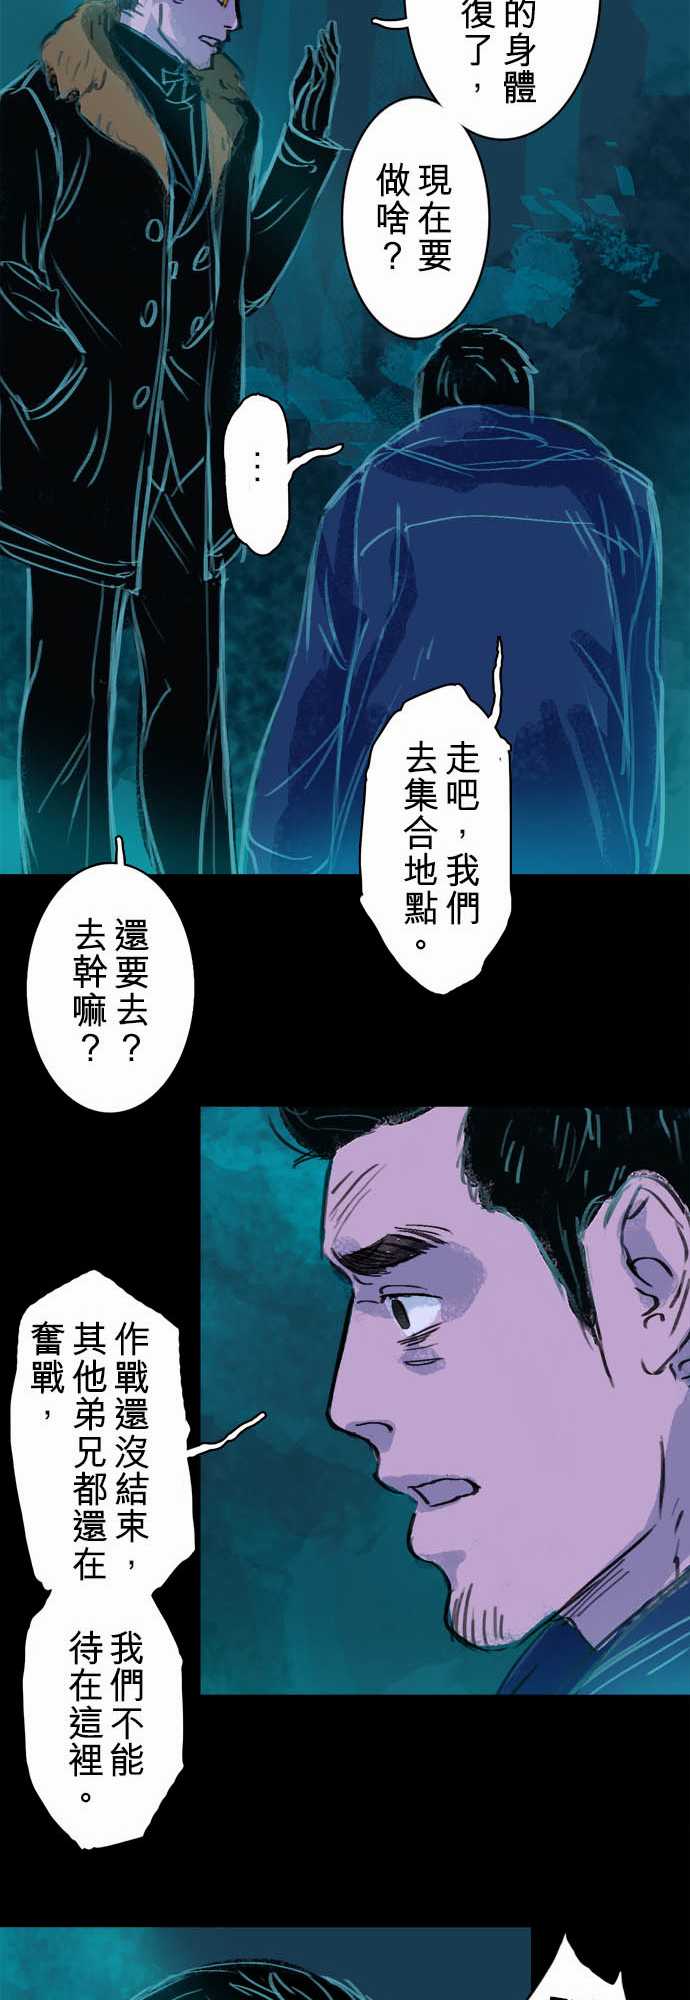 的身體
復了，
現在要
做啥？
…
走吧，我們
去集合地點。
還要去？
去幹嘛？
作戰還沒結束，
其他弟兄都還在
奮戰，
我們不能
待在這裡。